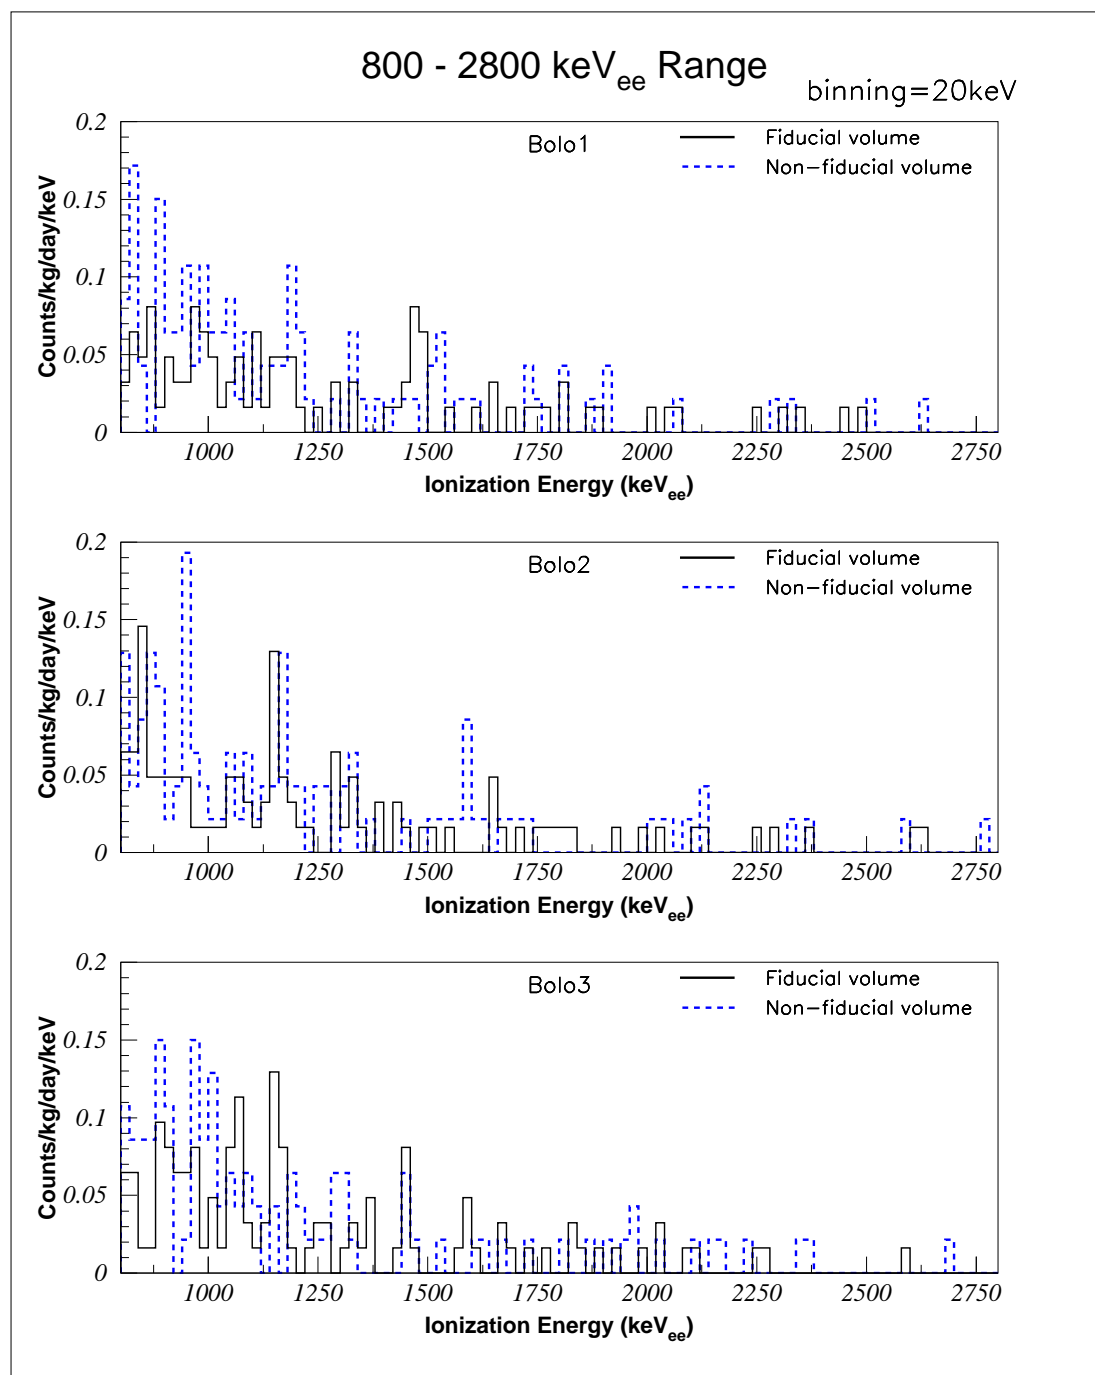 800 - 2800 keVee Range
binning=20keV
Bolo1
Fiducial volume
Non-fiducial volume
Counts/kg/day/keV
0.2
0.15
0.1
0.05
0
1000 1250 1500 1750 2000 2250 2500 2750
Ionization Energy (keVee)
Bolo2
Fiducial volume
Non-fiducial volume
Counts/kg/day/keV
0.2
0.15
0.1
0.05
0
1000 1250 1500 1750 2000 2250 2500 2750
Ionization Energy (keVee)
Bolo3
Fiducial volume
Non-fiducial volume
Counts/kg/day/keV
0.2
0.15
0.1
0.05
0
1000 1250 1500 1750 2000 2250 2500 2750
Ionization Energy (keVee)